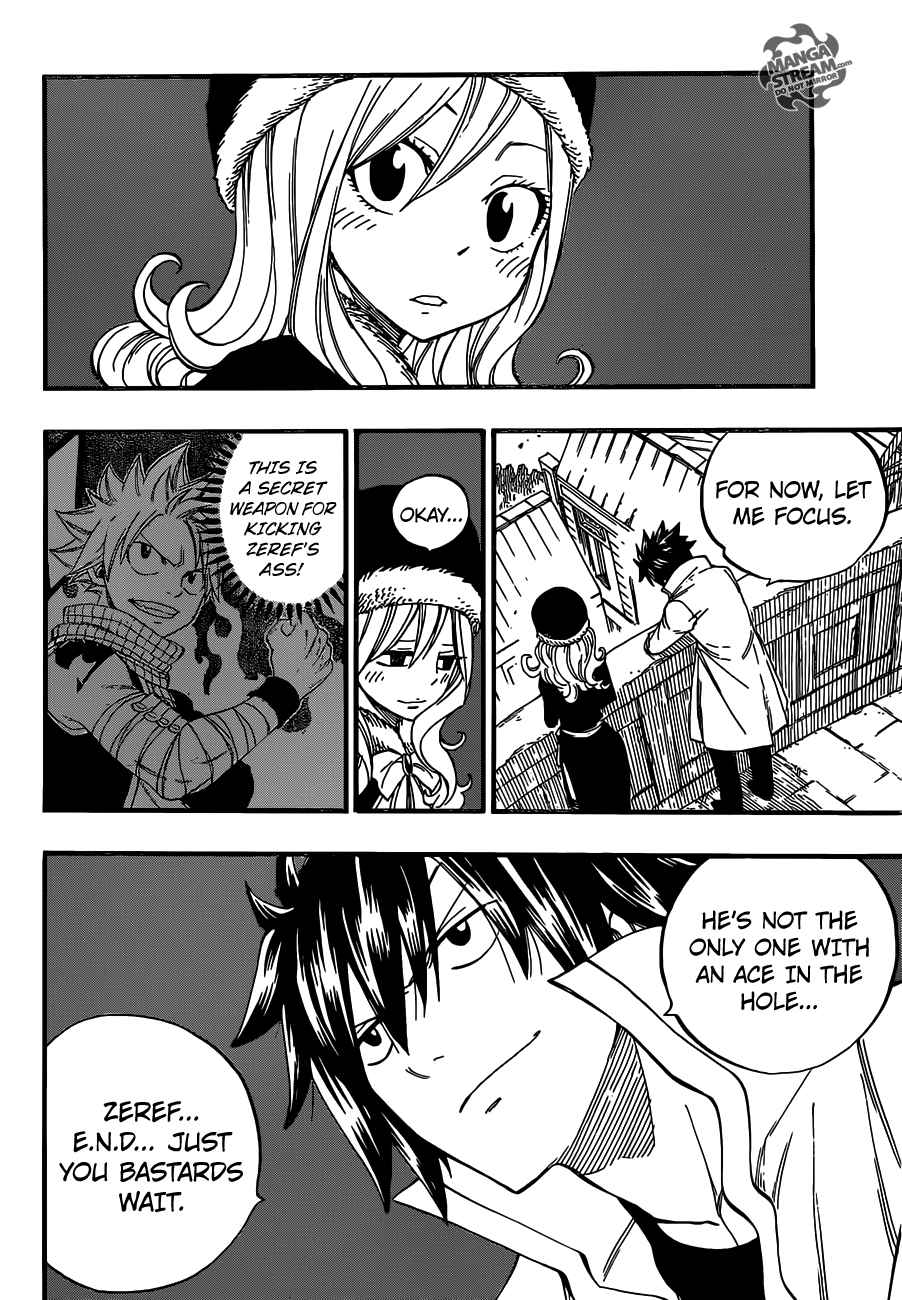 MANGA
STREAM.com
DO NOT MIRROR
FOR NOW, LET
ME FOCUS.
OKAY...
THIS IS
A SECRET
WEAPON FOR
KICKING
ZEREF'S
ASS!
HE'S NOT THE
ONLY ONE WITH
AN ACE IN THE
HOLE...
ZEREF...
E.N.D... JUST
YOU BASTARDS
WAIT.